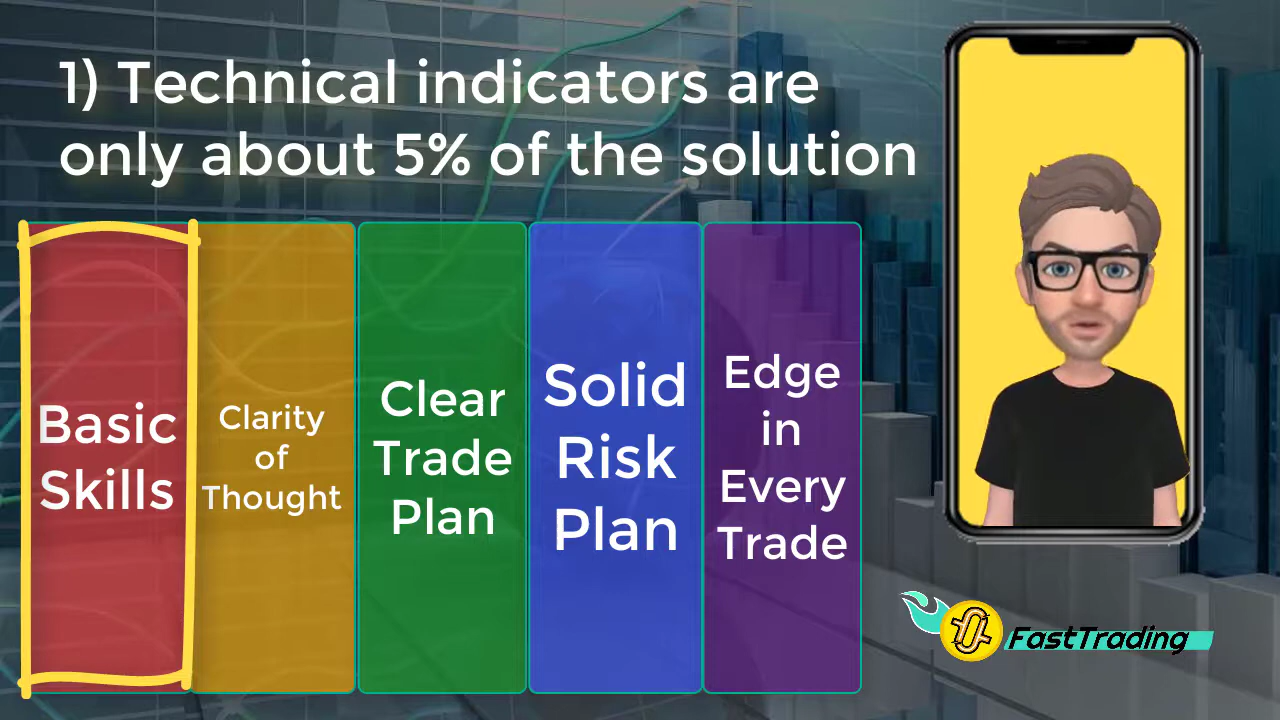 1) Technical indicators are
only about 5% of the solution
Basic
Skills
Clarity
of
Thought
Clear
Trade
Plan
Solid
Risk
Plan
Edge
in
Every
Trade
FastTrading